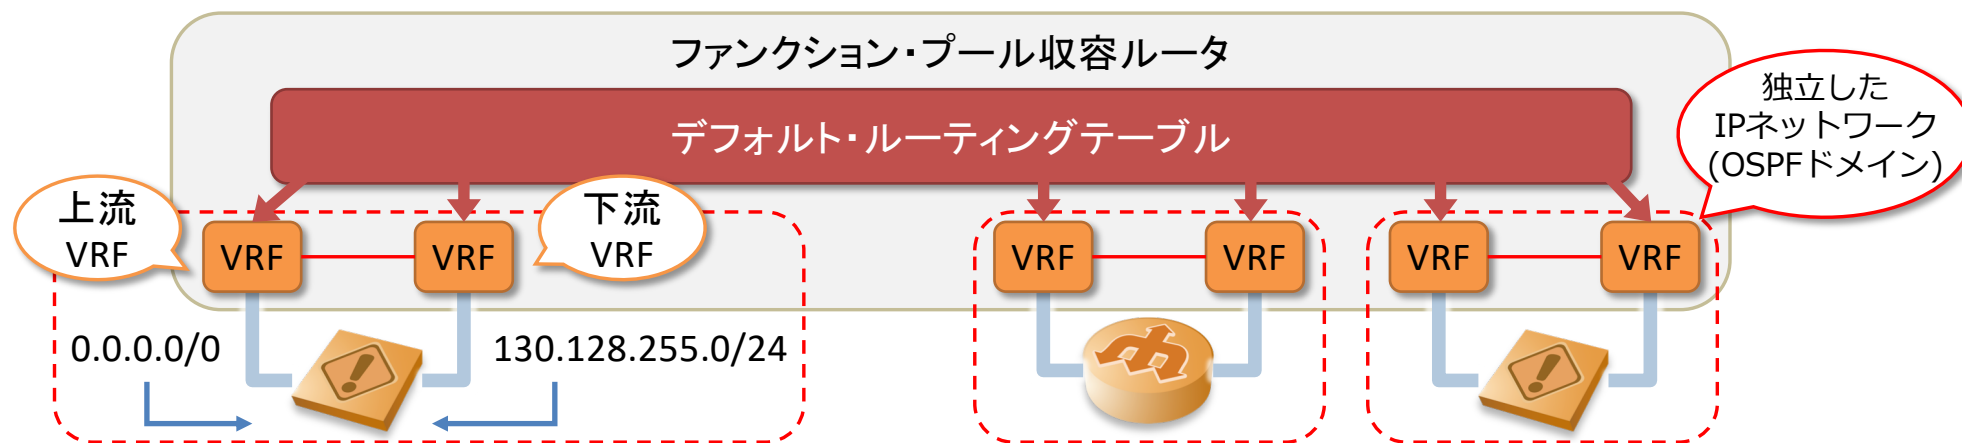 ファンクション・プール収容ルータ
デフォルト・ルーティングテーブル
独立した
IPネットワーク
(OSPFドメイン)
上流
VRF
下流
VRF
VRF
VRF
VRF
VRF
VRF
VRF
0.0.0.0/0
130.128.255.0/24